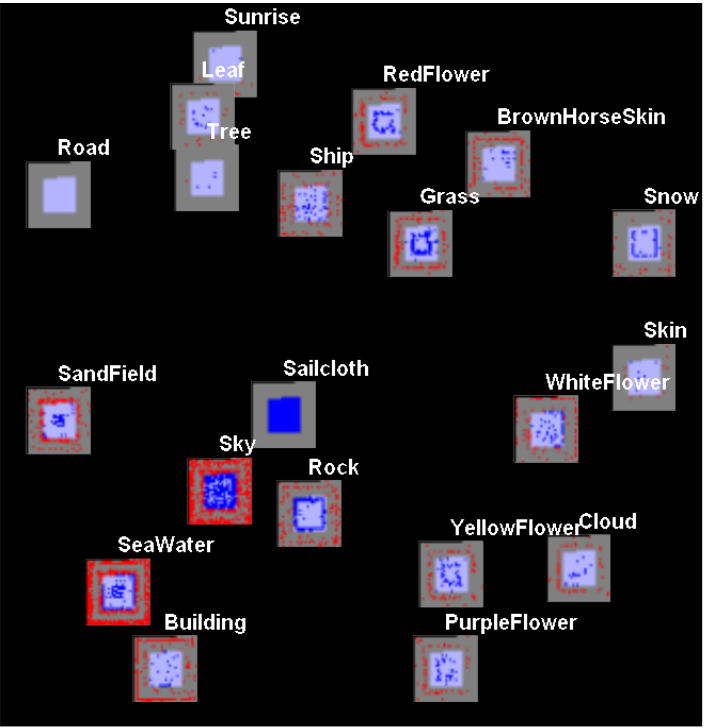 Sunrise
Leaf
RedFlower
BrownHorseSkin
Tree
Road
Ship
Grass
Snow
Skin
SandField
Sailcloth
WhiteFlower
Sky
Rock
YellowFlower
Cloud
SeaWater
Building
PurpleFlower